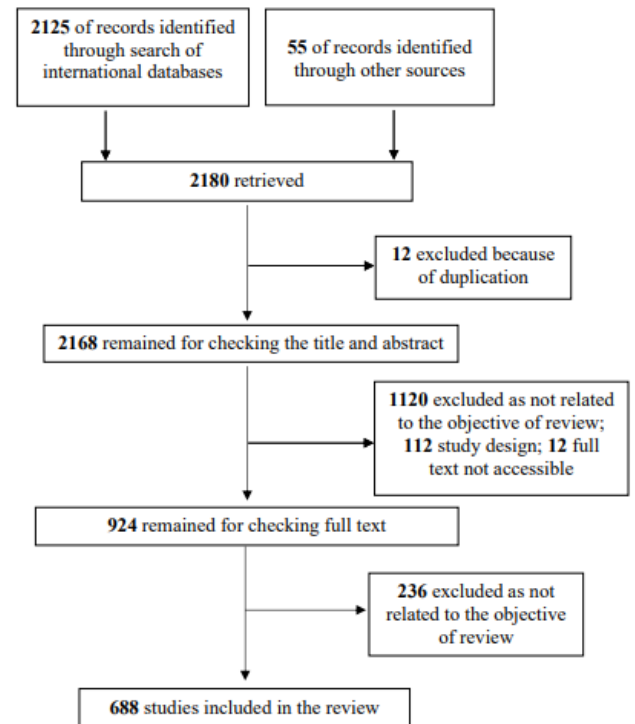 2125 of records identified
through search of
international databases
55 of records identified
through other sources
2180 retrieved
12 excluded because
of duplication
2168 remained for checking the title and abstract
1120 excluded as not related
to the objective of review;
112 study design; 12 full
text not accessible
924 remained for checking full text
236 excluded as not
related to the objective
of review
688 studies included in the review